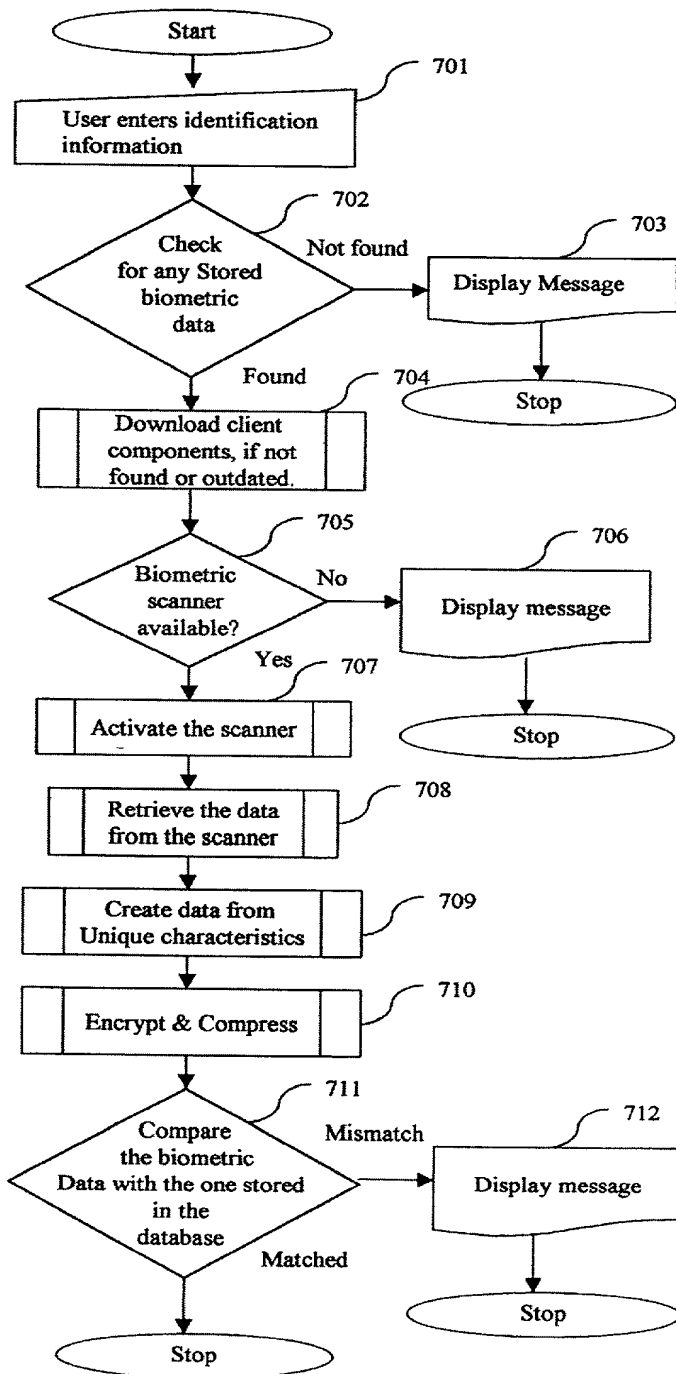 Start
701
User enters identification
information
702
Check
for any Stored
biometric
data
Not found
703
Display Message
Stop
Found
704
Download client
components, if not
found or outdated.
705
Biometric
scanner
available?
No
706
Display message
Stop
Yes
707
Activate the scanner
708
Retrieve the data
from the scanner
709
Create data from
Unique characteristics
710
Encrypt & Compress
711
Compare
the biometric
Data with the one stored
in the
database
Mismatch
712
Display message
Stop
Matched
Stop